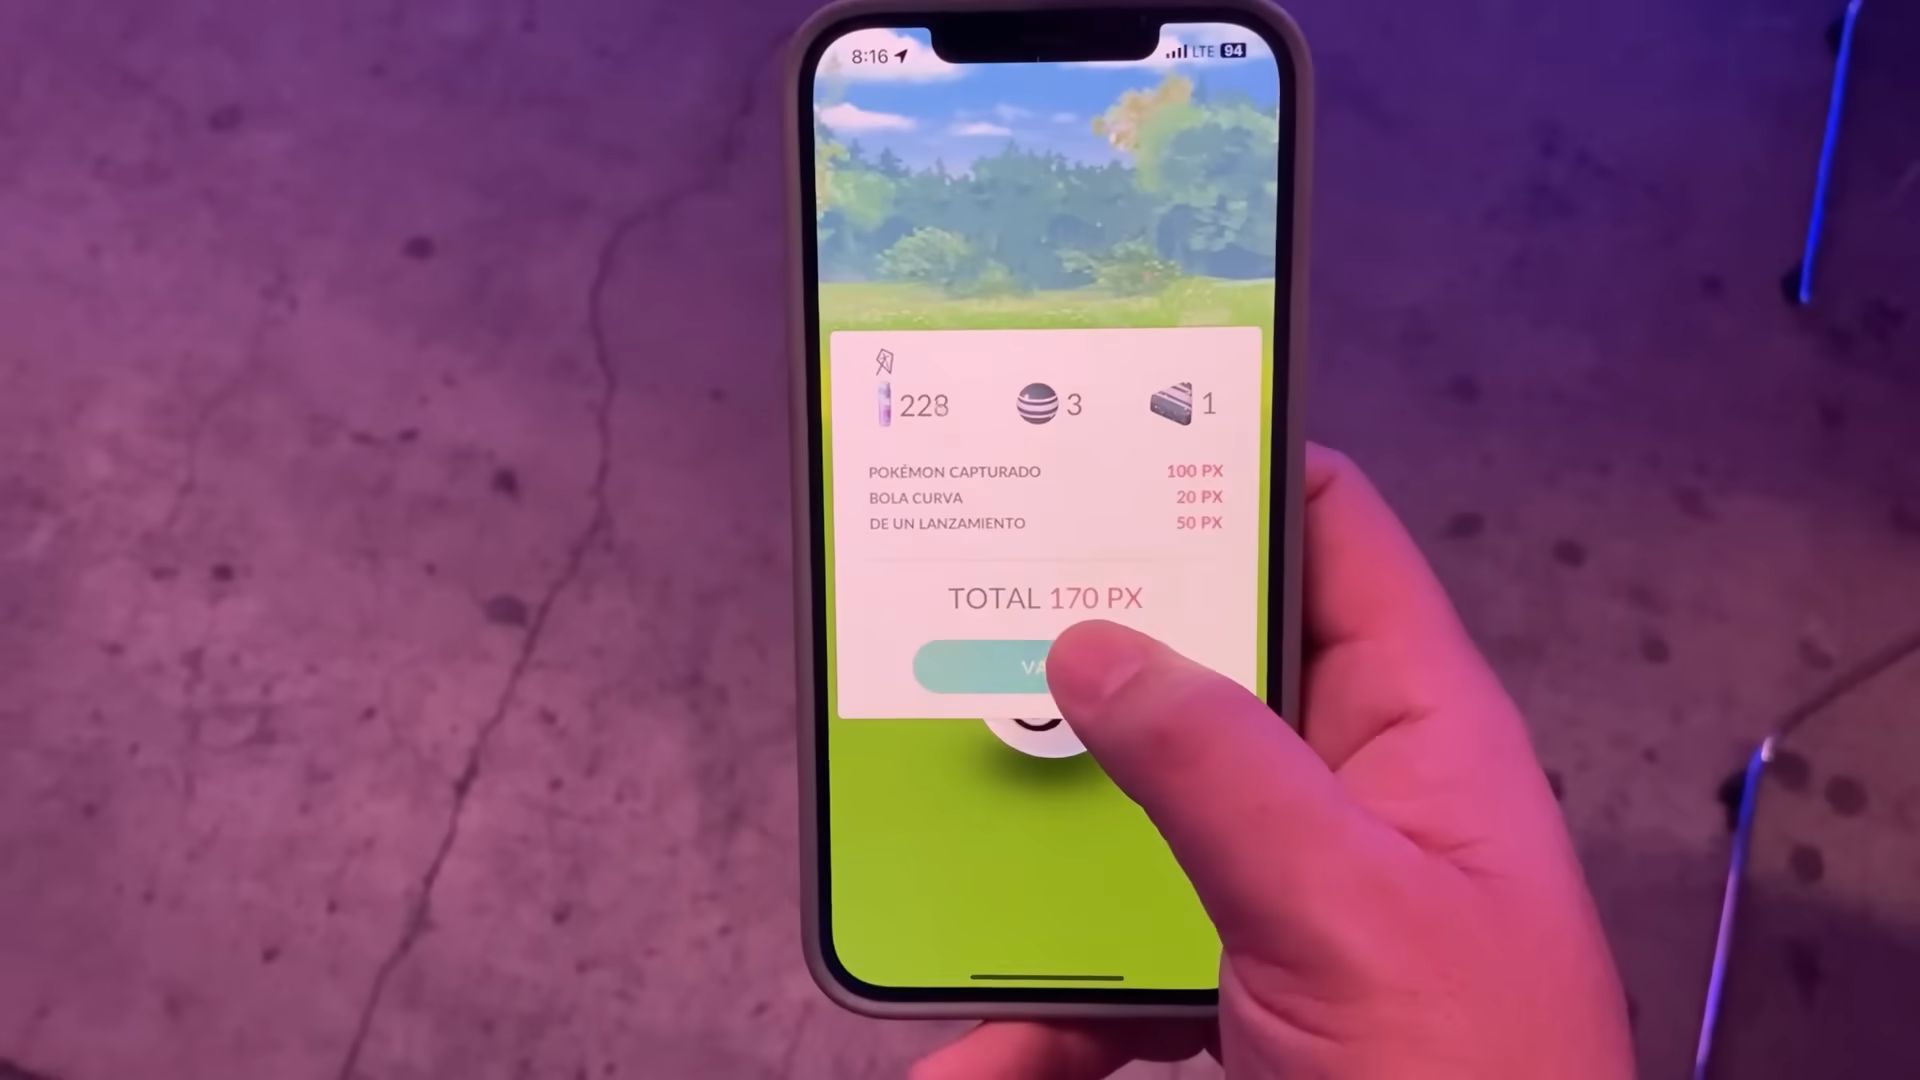 8:16 LTE 94
228 3 1
POKÉMON CAPTURADO 100 PX
BOLA CURVA 20 PX
DE UN LANZAMIENTO 50 PX
TOTAL 170 PX